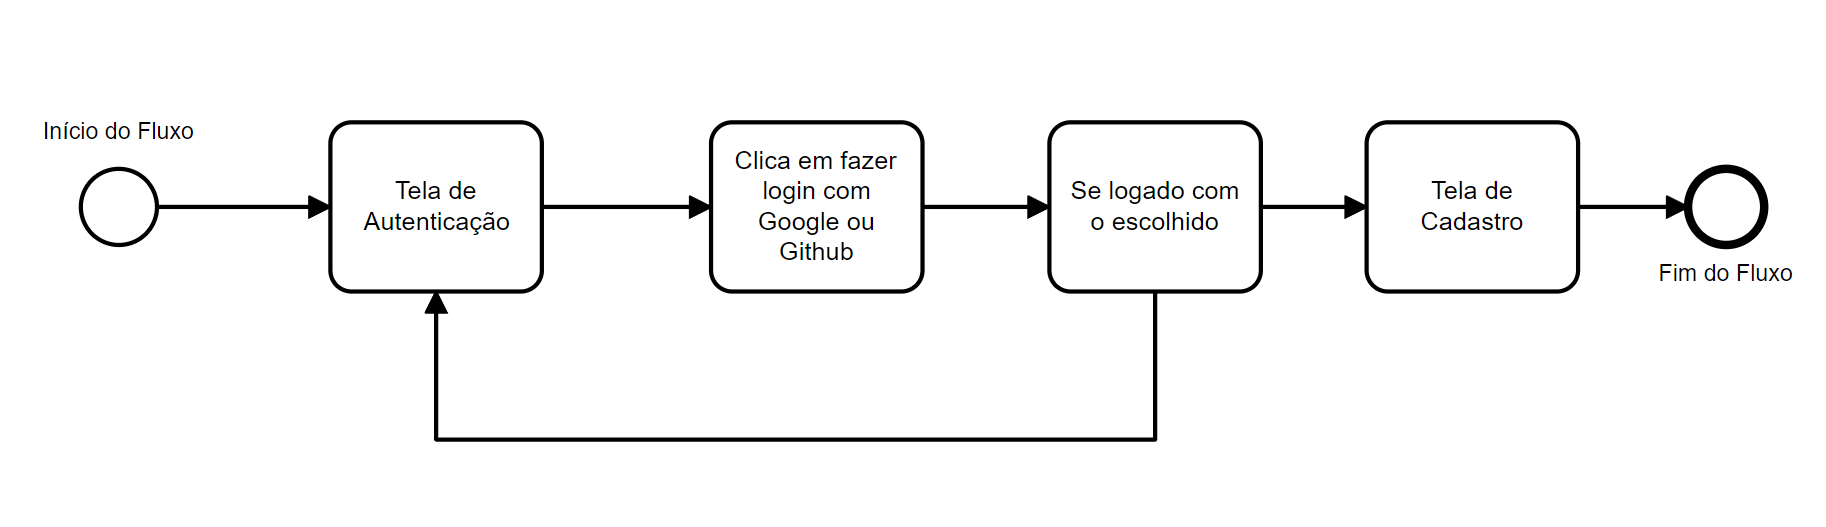 Início do Fluxo
Tela de
Autenticação
Clica em fazer
login com
Google ou
Github
Se logado com
o escolhido
Tela de
Cadastro
Fim do Fluxo